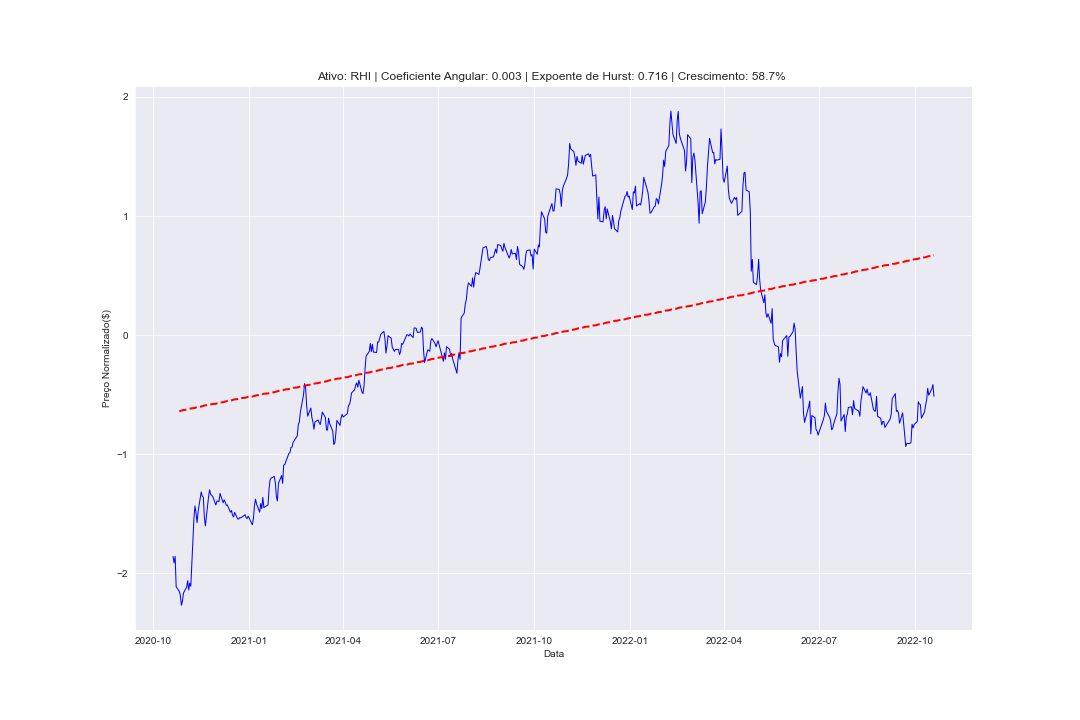 Ativo: RHI | Coeficiente Angular: 0.003 | Expoente de Hurst: 0.716 | Crescimento: 58.7%
2
1
0
−1
−2
Preço Normalizado($)
2020-10 2021-01 2021-04 2021-07 2021-10 2022-01 2022-04 2022-07 2022-10
Data